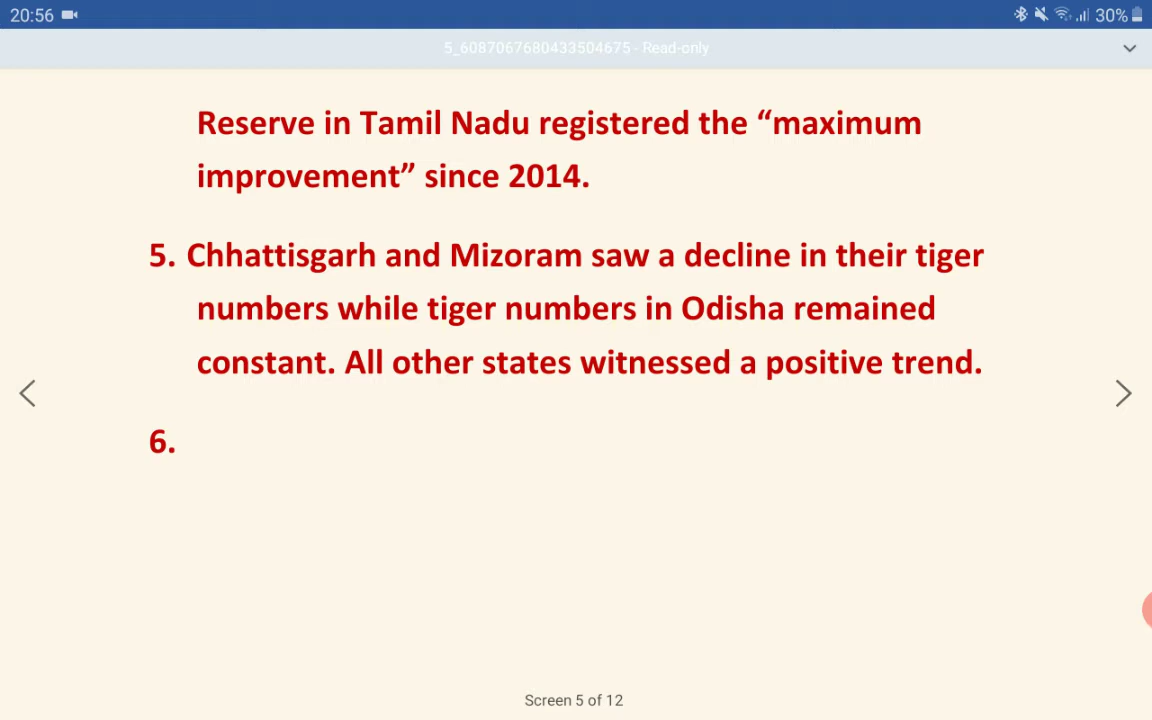 20:56 30%
5_6087067680433504675 - Read-only
Reserve in Tamil Nadu registered the “maximum
improvement” since 2014.
5. Chhattisgarh and Mizoram saw a decline in their tiger
numbers while tiger numbers in Odisha remained
constant. All other states witnessed a positive trend.
6.
Screen 5 of 12